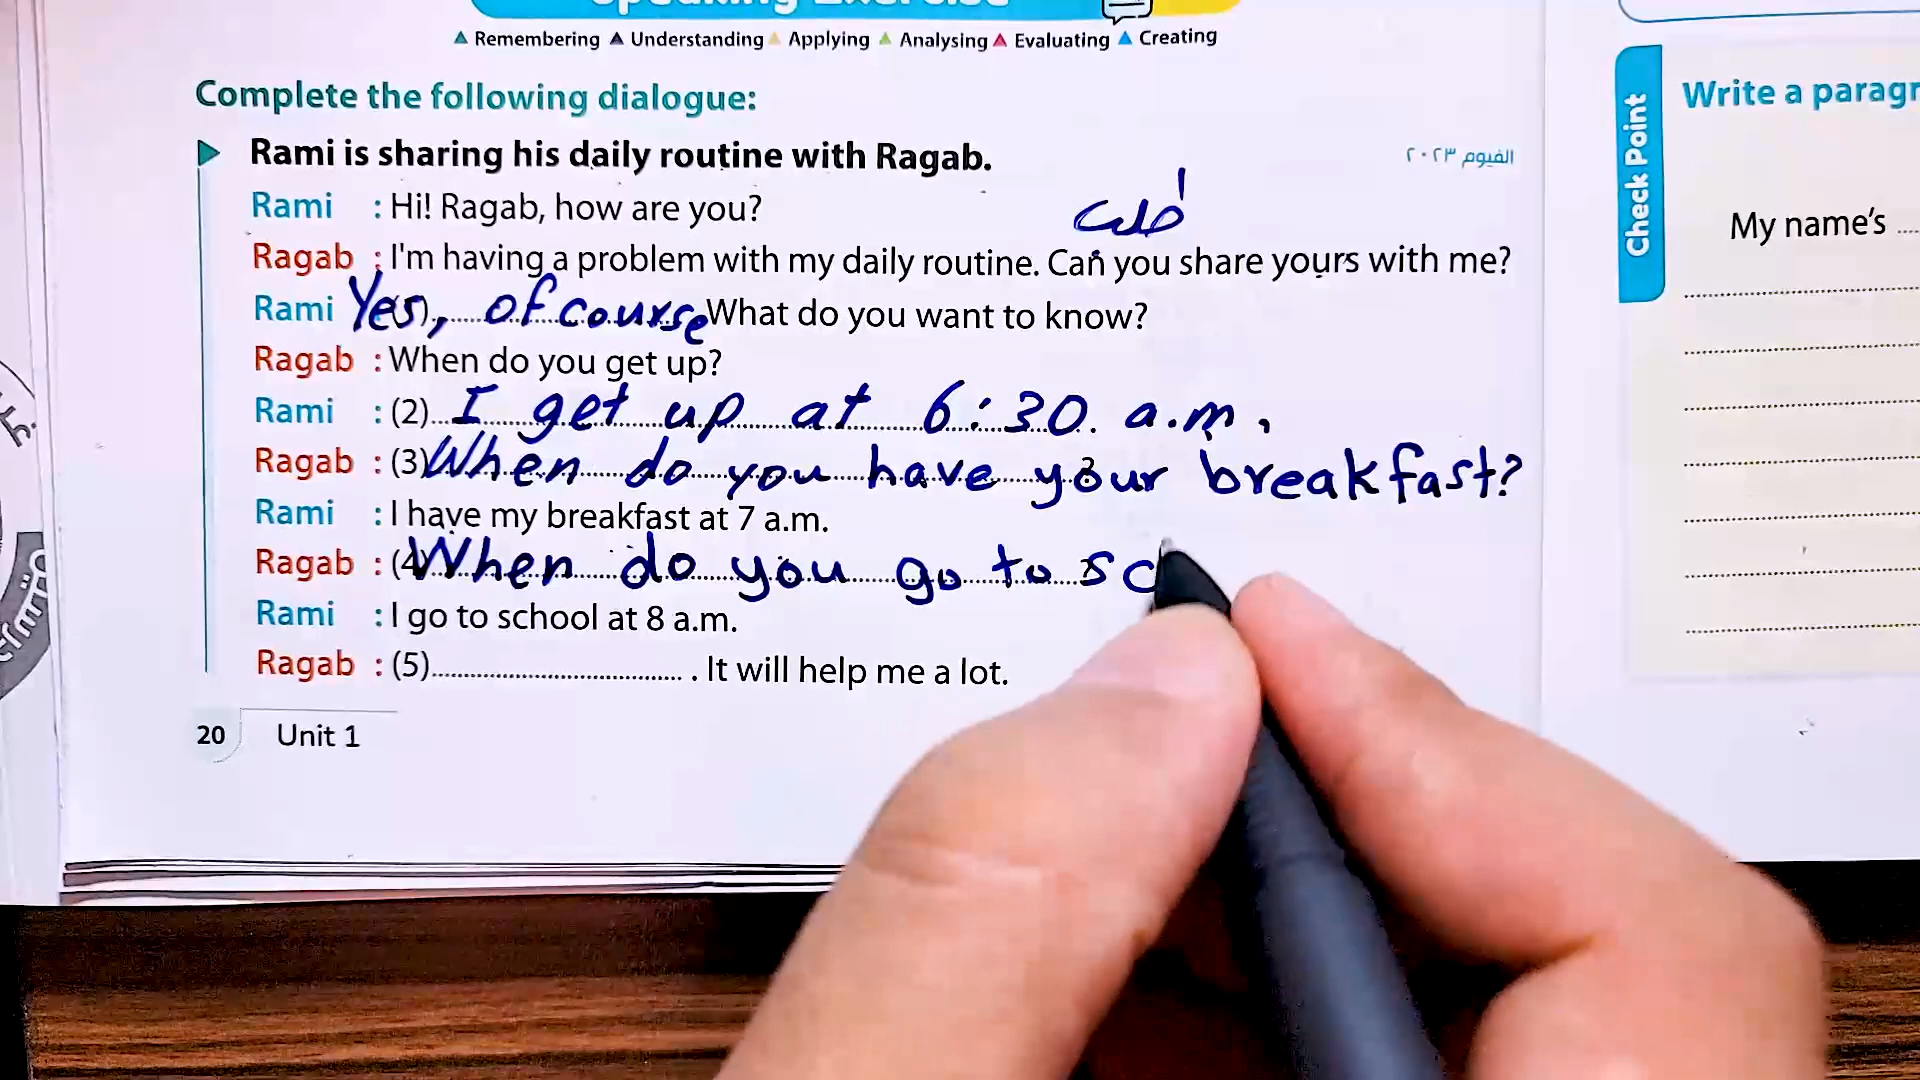 Speaking Exercise
Remembering Understanding Applying Analysing Evaluating Creating
Complete the following dialogue:
Rami is sharing his daily routine with Ragab.
الفيوم ٢٠٢٣
Rami : Hi! Ragab, how are you?
طلب
Ragab : I'm having a problem with my daily routine. Can you share yours with me?
Rami Yes, of course What do you want to know?
Ragab : When do you get up?
Rami : (2) I get up at 6:30 a.m.
Ragab : (3) When do you have your breakfast?
Rami : I have my breakfast at 7 a.m.
Ragab : (4 When do you go to sc
Rami : I go to school at 8 a.m.
Ragab : (5) ........................................ . It will help me a lot.
20 Unit 1
Check Point
Write a paragr
My name's ....